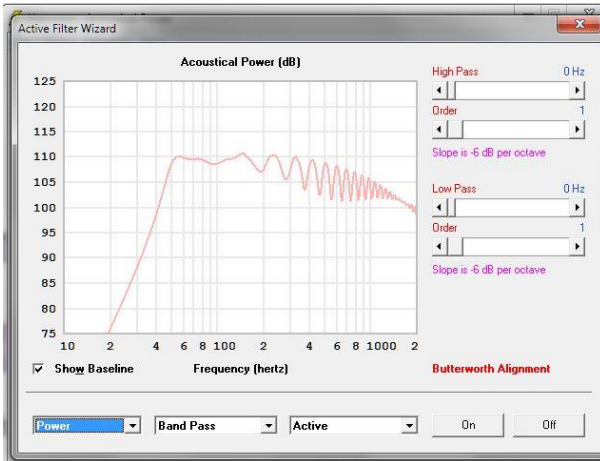 Active Filter Wizard
Acoustical Power (dB)
125
120
115
110
105
100
95
90
85
80
75
10 2 4 6 8 100 2 4 6 8 1000 2
Show Baseline
Frequency (hertz)
High Pass 0 Hz
Order 1
Slope is -6 dB per octave
Low Pass 0 Hz
Order 1
Slope is -6 dB per octave
Butterworth Alignment
Power Band Pass Active On Off